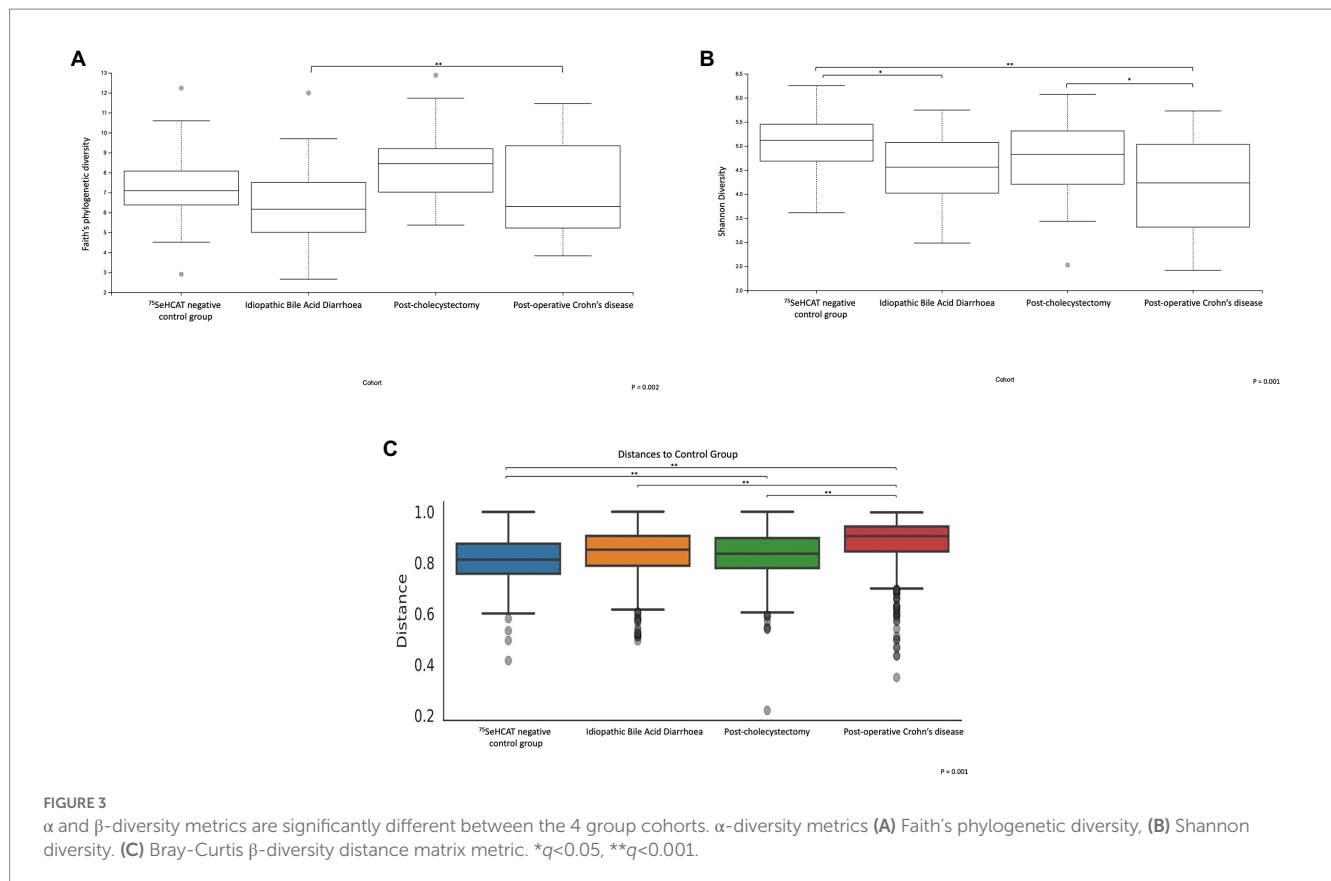 A
**
Faith's phylogenetic diversity
13
12
11
10
9
8
7
6
5
4
3
2
⁷⁵SeHCAT negative
control group
Idiopathic Bile Acid Diarrhoea
Post-cholecystectomy
Post-operative Crohn's disease
Cohort
P = 0.002
B
**
*
*
Shannon Diversity
6.5
6.0
5.5
5.0
4.5
4.0
3.5
3.0
2.5
2.0
⁷⁵SeHCAT negative
control group
Idiopathic Bile Acid Diarrhoea
Post-cholecystectomy
Post-operative Crohn's disease
Cohort
P = 0.001
C
Distances to Control Group
**
**
**
**
Distance
1.0
0.8
0.6
0.4
0.2
⁷⁵SeHCAT negative
control group
Idiopathic Bile Acid Diarrhoea
Post-cholecystectomy
Post-operative Crohn's disease
P = 0.001
FIGURE 3
α and β-diversity metrics are significantly different between the 4 group cohorts. α-diversity metrics (A) Faith's phylogenetic diversity, (B) Shannon
diversity. (C) Bray-Curtis β-diversity distance matrix metric. *q<0.05, **q<0.001.